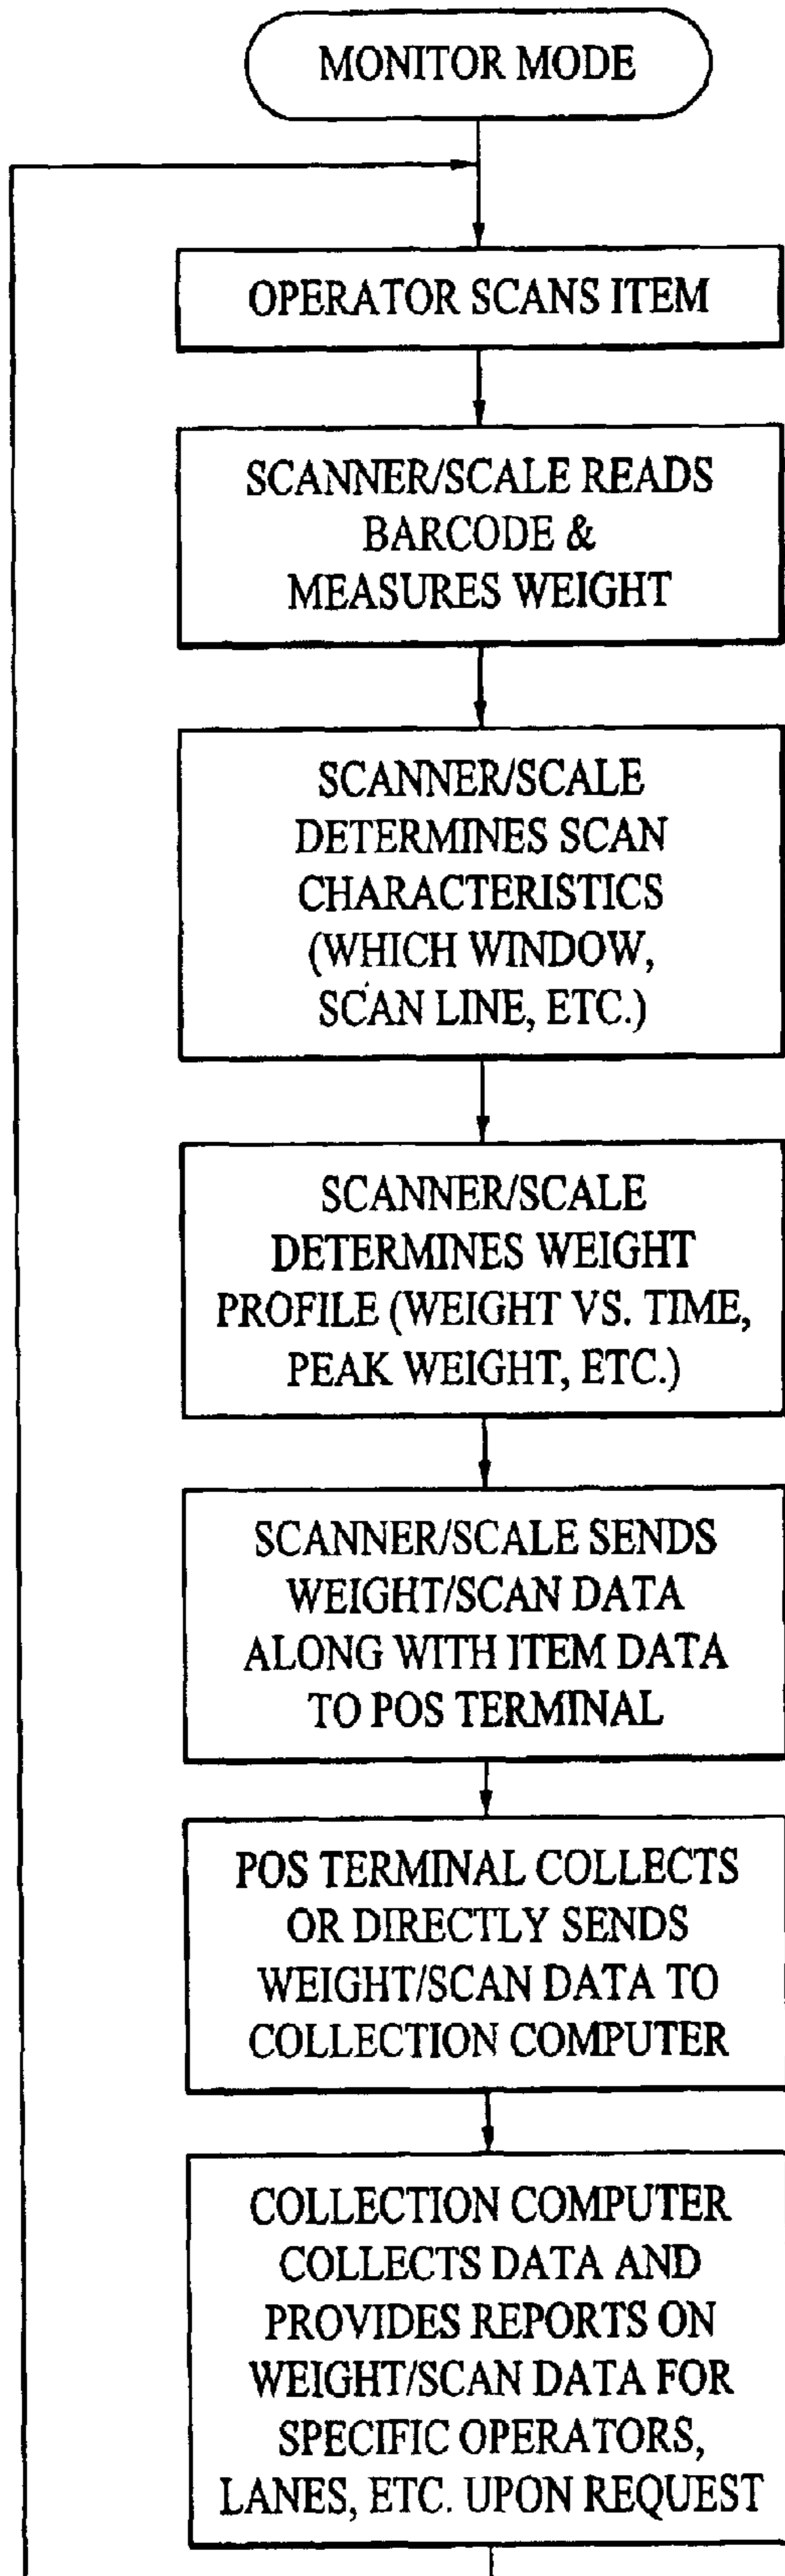 MONITOR MODE
OPERATOR SCANS ITEM
SCANNER/SCALE READS
BARCODE &
MEASURES WEIGHT
SCANNER/SCALE
DETERMINES SCAN
CHARACTERISTICS
(WHICH WINDOW,
SCAN LINE, ETC.)
SCANNER/SCALE
DETERMINES WEIGHT
PROFILE (WEIGHT VS. TIME,
PEAK WEIGHT, ETC.)
SCANNER/SCALE SENDS
WEIGHT/SCAN DATA
ALONG WITH ITEM DATA
TO POS TERMINAL
POS TERMINAL COLLECTS
OR DIRECTLY SENDS
WEIGHT/SCAN DATA TO
COLLECTION COMPUTER
COLLECTION COMPUTER
COLLECTS DATA AND
PROVIDES REPORTS ON
WEIGHT/SCAN DATA FOR
SPECIFIC OPERATORS,
LANES, ETC. UPON REQUEST